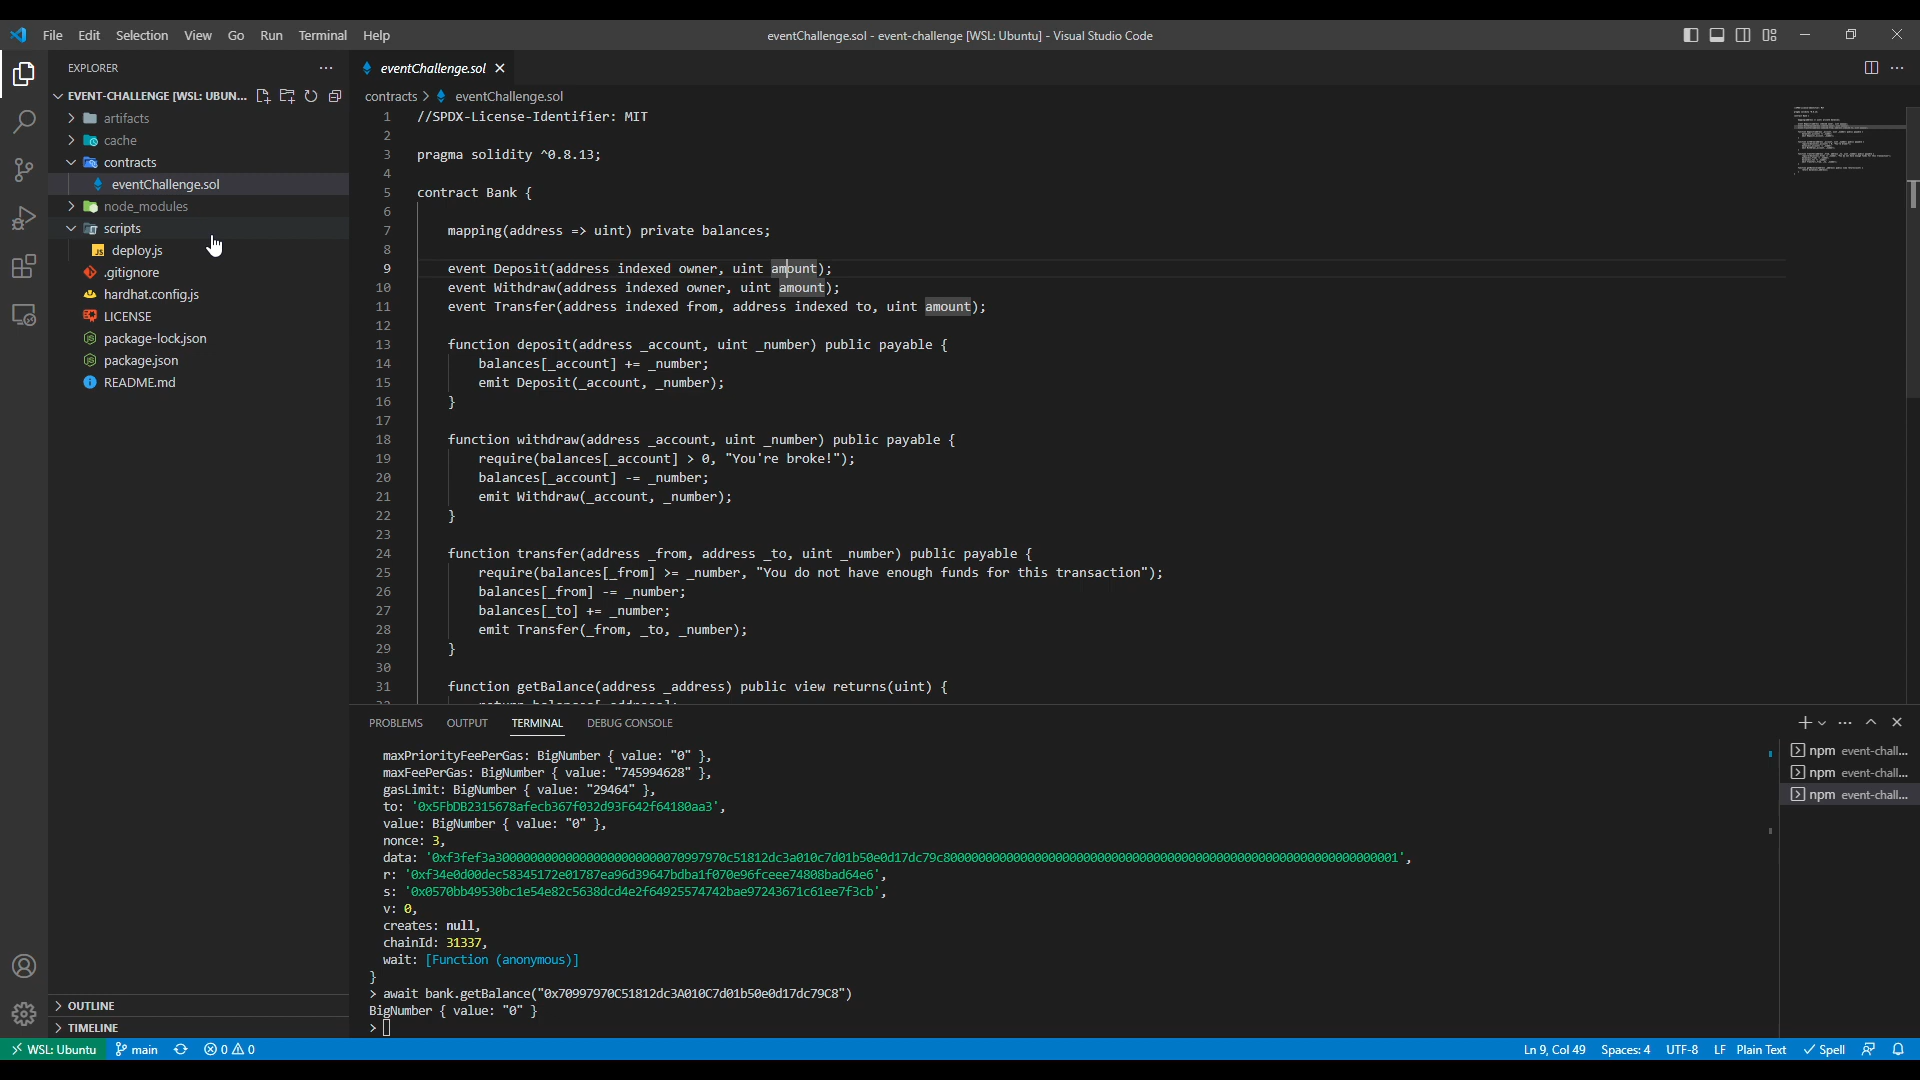 File Edit Selection View Go Run Terminal Help
eventChallenge.sol - event-challenge [WSL: Ubuntu] - Visual Studio Code
EXPLORER
EVENT-CHALLENGE [WSL: UBUN...
artifacts
cache
contracts
eventChallenge.sol
node_modules
scripts
deploy.js
.gitignore
hardhat.config.js
LICENSE
package-lock.json
package.json
README.md
OUTLINE
TIMELINE
eventChallenge.sol
contracts > eventChallenge.sol
1 //SPDX-License-Identifier: MIT
2
3 pragma solidity ^0.8.13;
4
5 contract Bank {
6
7 mapping(address => uint) private balances;
8
9 event Deposit(address indexed owner, uint amount);
10 event Withdraw(address indexed owner, uint amount);
11 event Transfer(address indexed from, address indexed to, uint amount);
12
13 function deposit(address _account, uint _number) public payable {
14 balances[_account] += _number;
15 emit Deposit(_account, _number);
16 }
17
18 function withdraw(address _account, uint _number) public payable {
19 require(balances[_account] > 0, "You're broke!");
20 balances[_account] -= _number;
21 emit Withdraw(_account, _number);
22 }
23
24 function transfer(address _from, address _to, uint _number) public payable {
25 require(balances[_from] >= _number, "You do not have enough funds for this transaction");
26 balances[_from] -= _number;
27 balances[_to] += _number;
28 emit Transfer(_from, _to, _number);
29 }
30
31 function getBalance(address _address) public view returns(uint) {
PROBLEMS OUTPUT TERMINAL DEBUG CONSOLE
maxPriorityFeePerGas: BigNumber { value: "0" },
maxFeePerGas: BigNumber { value: "745994628" },
gasLimit: BigNumber { value: "29464" },
to: '0x5FbDB2315678afecb367f032d93F642f64180aa3',
value: BigNumber { value: "0" },
nonce: 3,
r: '0xf34e0d00dec58345172e01787ea96d39647bdba1f070e96fceee74808bad64e6',
s: '0x0570bb49530bc1e54e82c5638dcd4e2f64925574742bae97243671c61ee7f3cb',
v: 0,
creates: null,
chainId: 31337,
wait: [Function (anonymous)]
}
> await bank.getBalance("0x70997970C51812dc3A010C7d01b50e0d17dc79C8")
BigNumber { value: "0" }
>
npm event-chall...
npm event-chall...
npm event-chall...
WSL: Ubuntu main 0 0 Ln 9, Col 49 Spaces: 4 UTF-8 LF Plain Text Spell